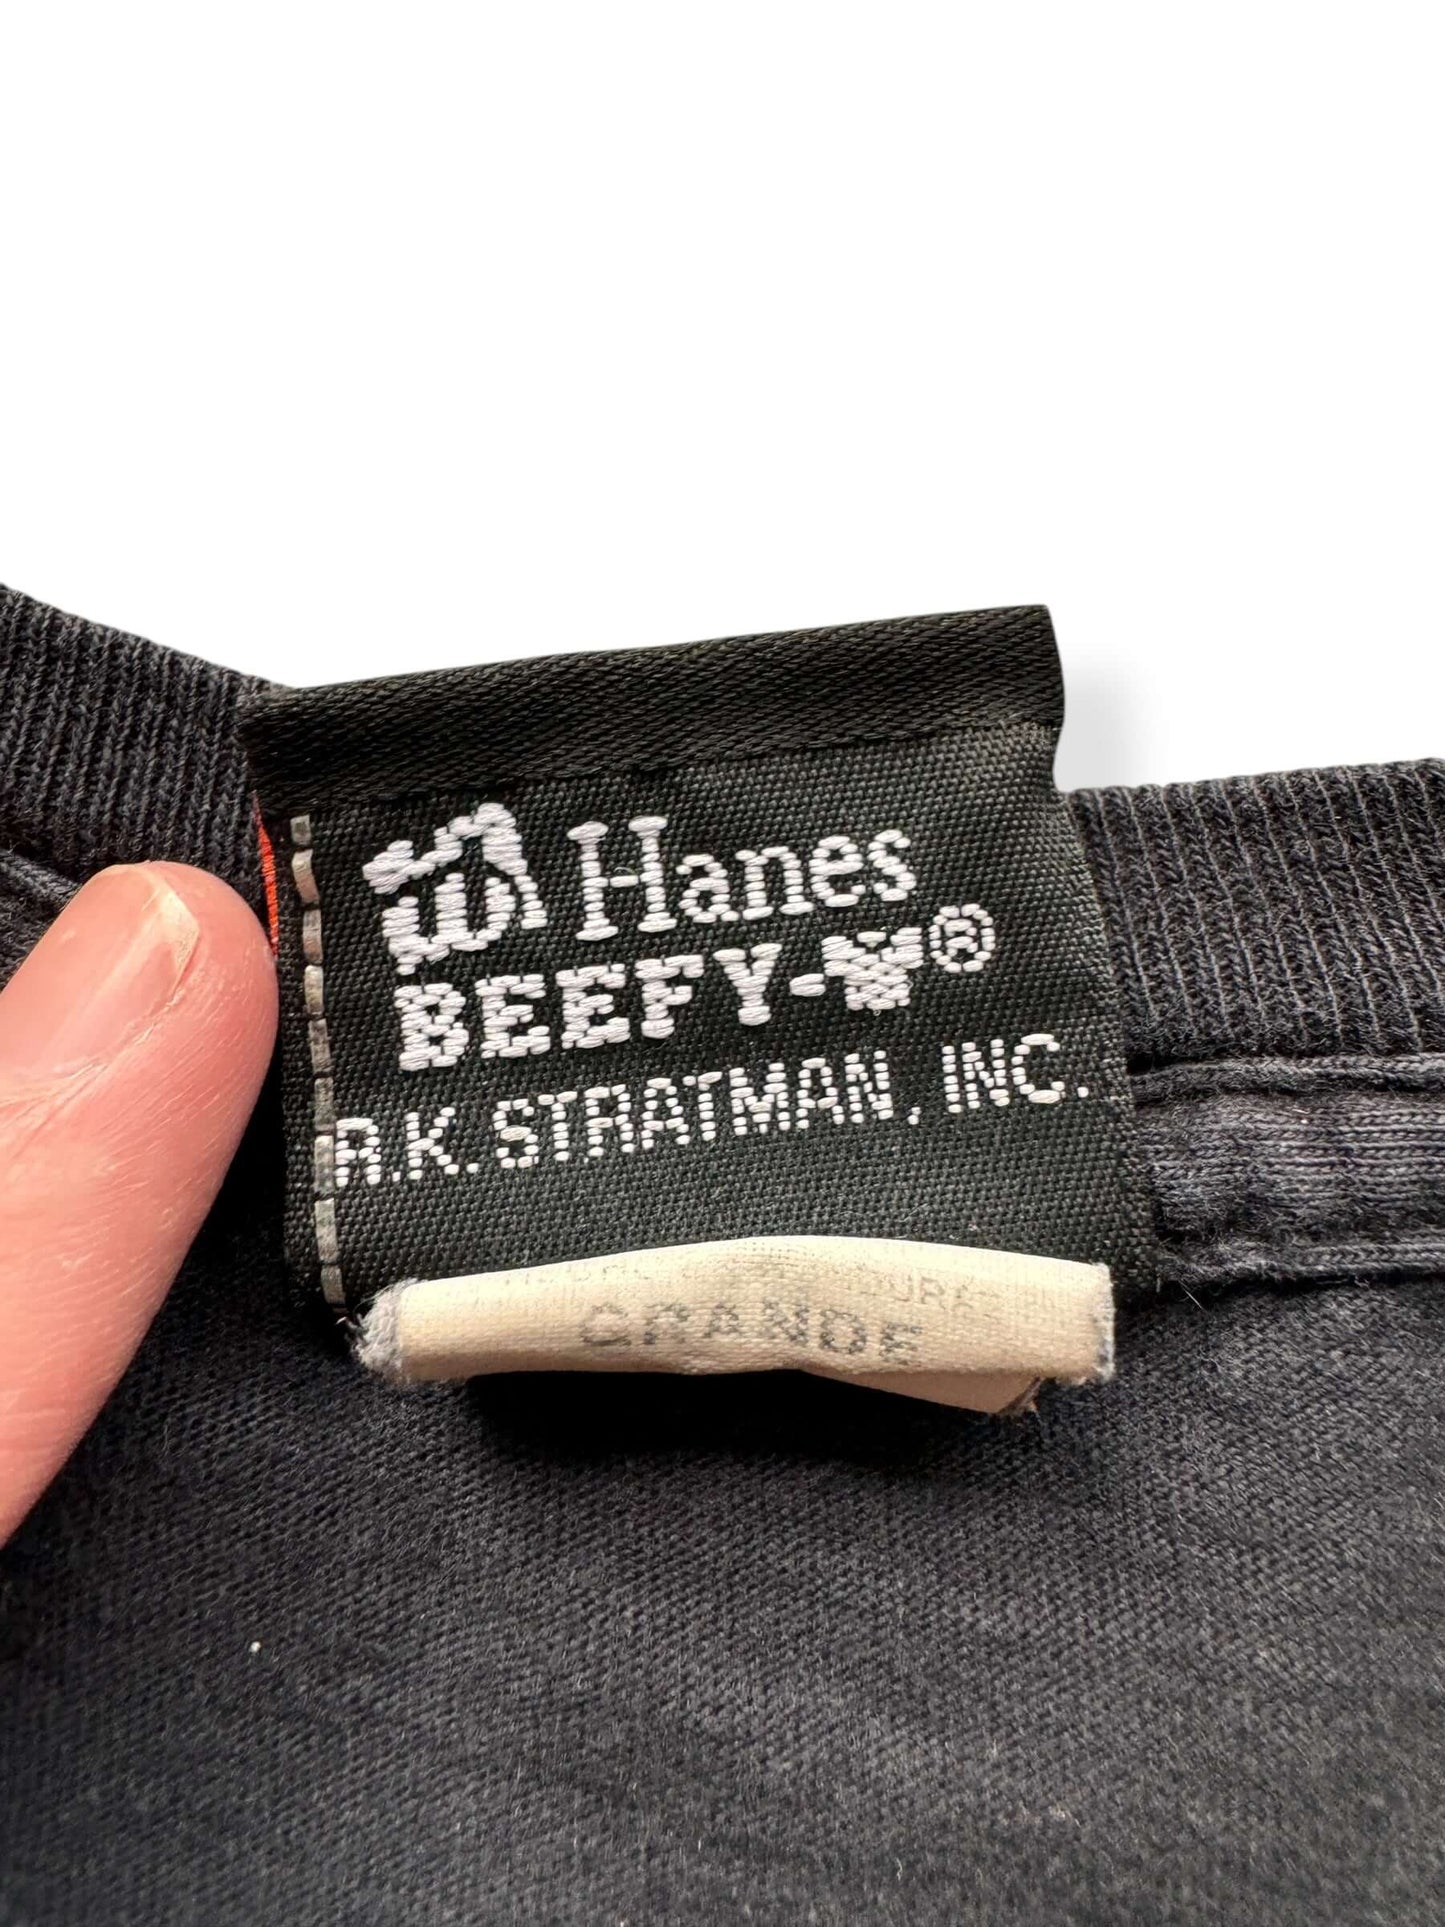 Hanes
BEEFY-T®
R.K. STRATMAN, INC.
GRANDE